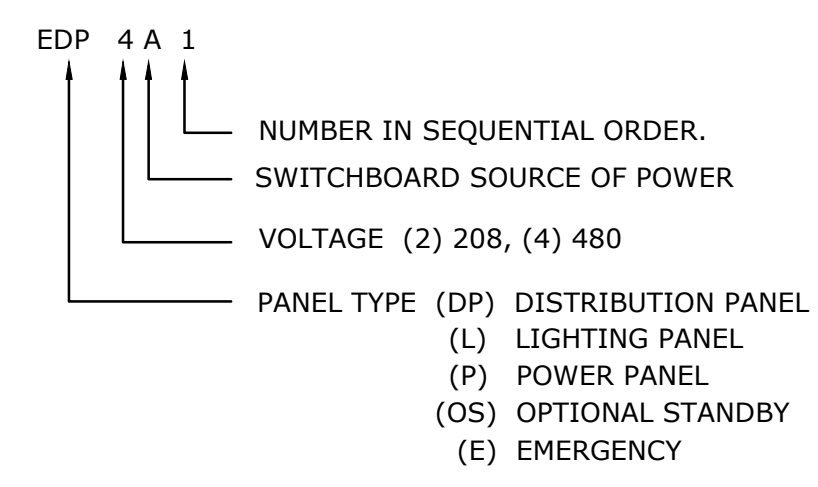 EDP 4 A 1
NUMBER IN SEQUENTIAL ORDER.
SWITCHBOARD SOURCE OF POWER
VOLTAGE (2) 208, (4) 480
PANEL TYPE (DP) DISTRIBUTION PANEL
(L) LIGHTING PANEL
(P) POWER PANEL
(OS) OPTIONAL STANDBY
(E) EMERGENCY